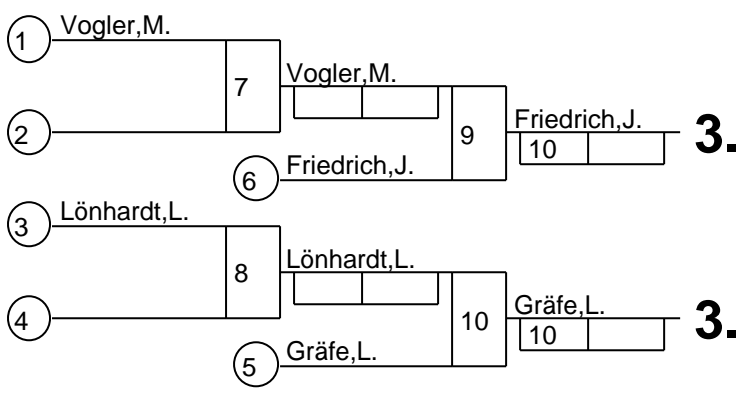 1 Vogler,M.
7 Vogler,M.
2
9 Friedrich,J. 3.
10
6 Friedrich,J.
3 Lönhardt,L.
8 Lönhardt,L.
4
10 Gräfe,L. 3.
10
5 Gräfe,L.